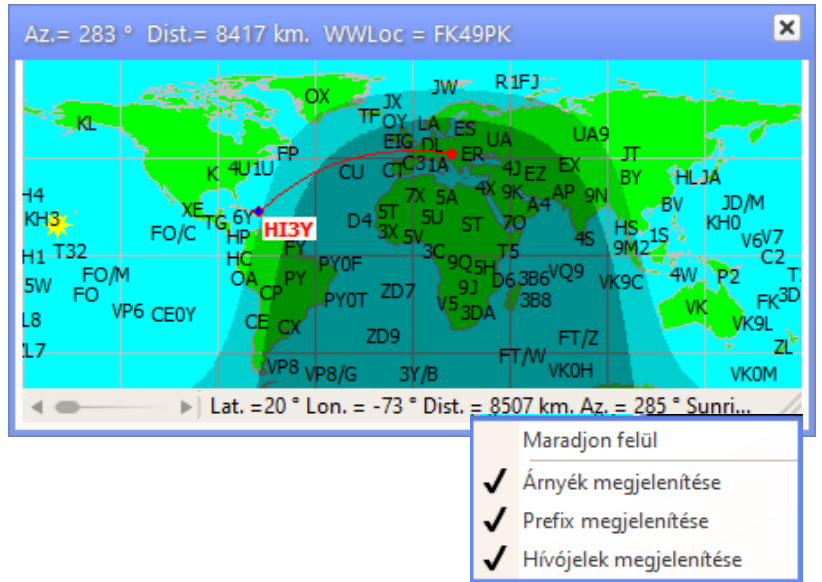 Az.= 283 ° Dist.= 8417 km. WWLoc = FK49PK
OX JW R1FJ
KL TF JX OY LA ES UA UA9
EIG DL ER JT
K 4U1U FP CU CT C3 1A 4J EZ EX BY HL JA
H4 XE 7X 5A 4X 9K A4 AP 9N BV JD/M
KH3 TG 6Y HI3Y D4 5T 5U ST 7O HS 1S KH0
FO/C HP 3X 5V 4S 9M2 V6 V7
H1 T32 HC FY PY0F 3C 9Q 5H T5 C2
5W FO/M OA CP PY 9J D6 3B6 VQ9 VK9C 4W P2 T
FO PY0T ZD7 V5 3DA 3B8 VK FK 3D
L8 VP6 CE0Y CE CX ZD9 FT/Z VK9L
L7 VP8 VP8/G 3Y/B FT/W VK0H VK0M ZL
Lat. =20 ° Lon. = -73 ° Dist. = 8507 km. Az. = 285 ° Sunri...
Maradjon felül
Árnyék megjelenítése
Prefix megjelenítése
Hívójelek megjelenítése